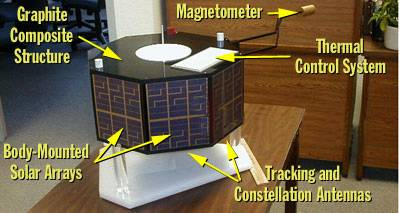 Graphite
Composite
Structure
Magnetometer
Thermal
Control System
Body-Mounted
Solar Arrays
Tracking and
Constellation Antennas